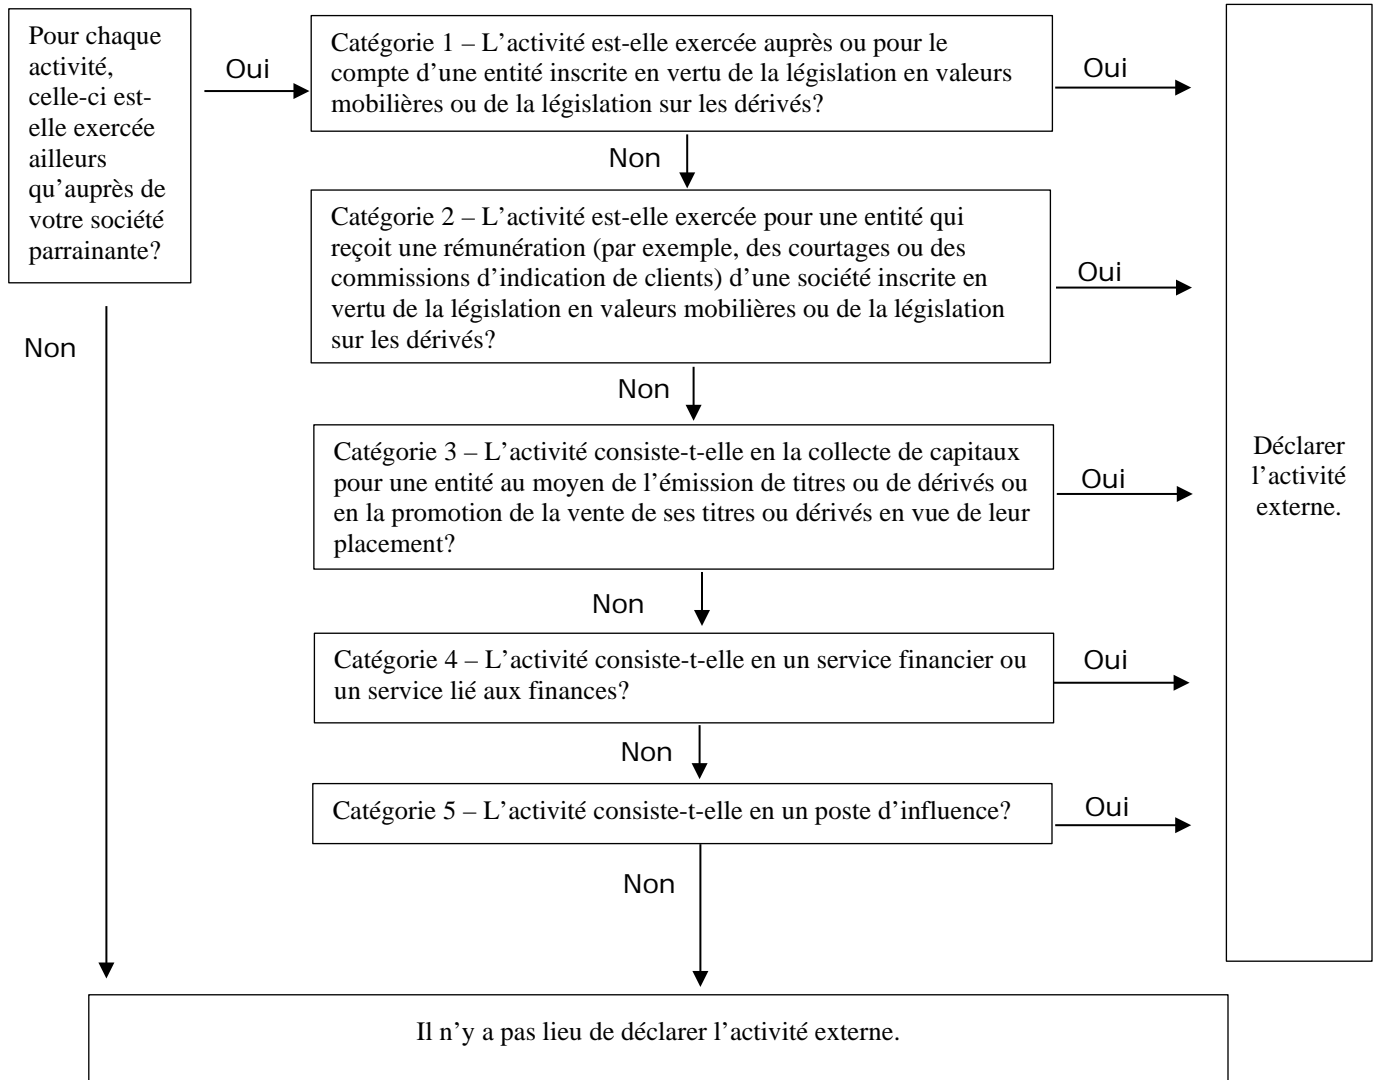 Pour chaque
activité,
celle-ci est-
elle exercée
ailleurs
qu’auprès de
votre société
parrainante?
Oui
Catégorie 1 – L’activité est-elle exercée auprès ou pour le
compte d’une entité inscrite en vertu de la législation en valeurs
mobilières ou de la législation sur les dérivés?
Oui
Non
Catégorie 2 – L’activité est-elle exercée pour une entité qui
reçoit une rémunération (par exemple, des courtages ou des
commissions d’indication de clients) d’une société inscrite en
vertu de la législation en valeurs mobilières ou de la législation
sur les dérivés?
Oui
Non
Non
Catégorie 3 – L’activité consiste-t-elle en la collecte de capitaux
pour une entité au moyen de l’émission de titres ou de dérivés ou
en la promotion de la vente de ses titres ou dérivés en vue de leur
placement?
Oui
Déclarer
l’activité
externe.
Non
Catégorie 4 – L’activité consiste-t-elle en un service financier ou
un service lié aux finances?
Oui
Non
Catégorie 5 – L’activité consiste-t-elle en un poste d’influence?
Oui
Non
Il n’y a pas lieu de déclarer l’activité externe.